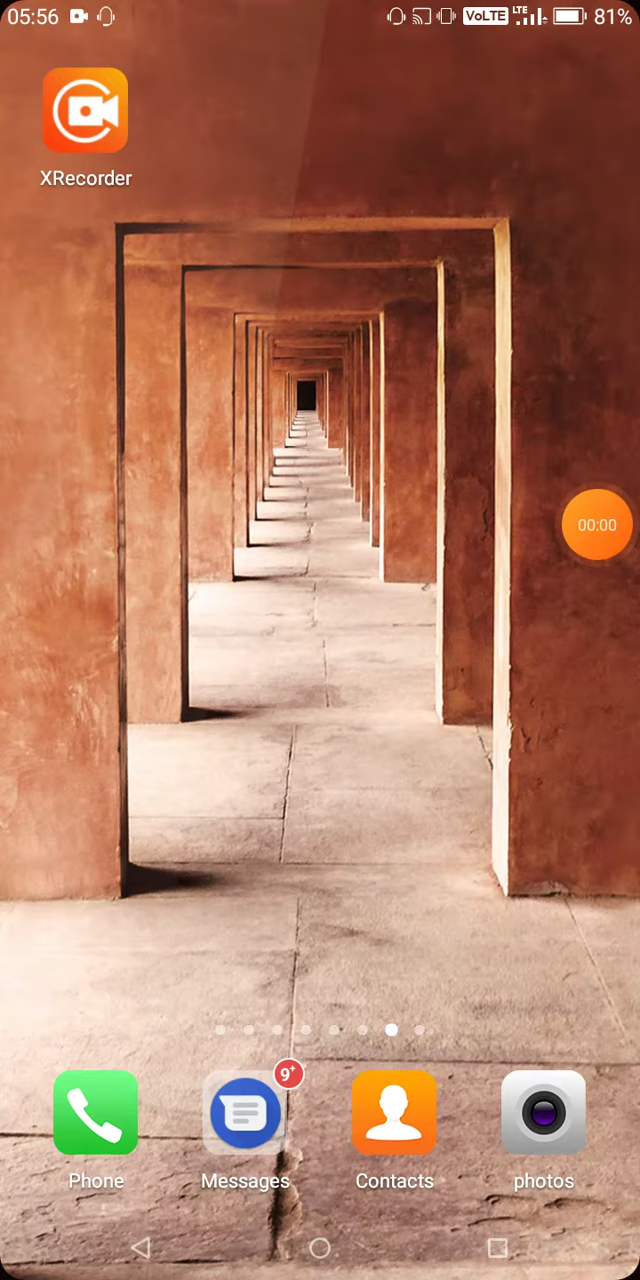 05:56 VoLTE LTE 81%
XRecorder
00:00
9+
Phone Messages Contacts photos